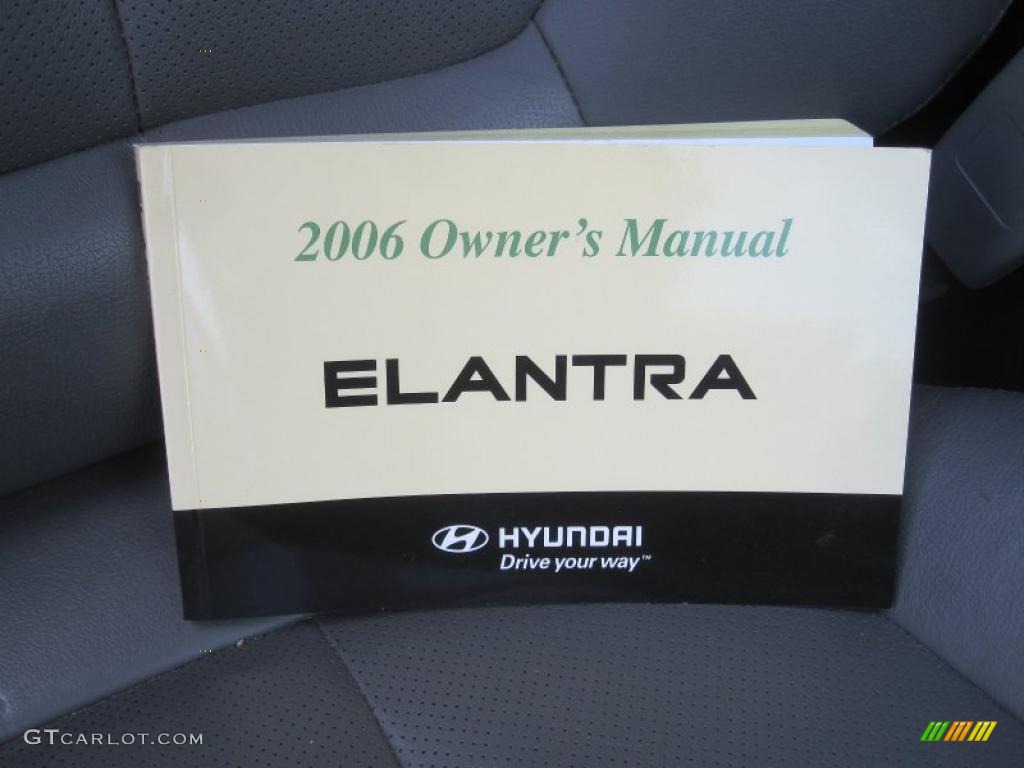 2006 Owner's Manual
ELANTRA
HYUNDAI
Drive your way™
GTCARLOT.COM